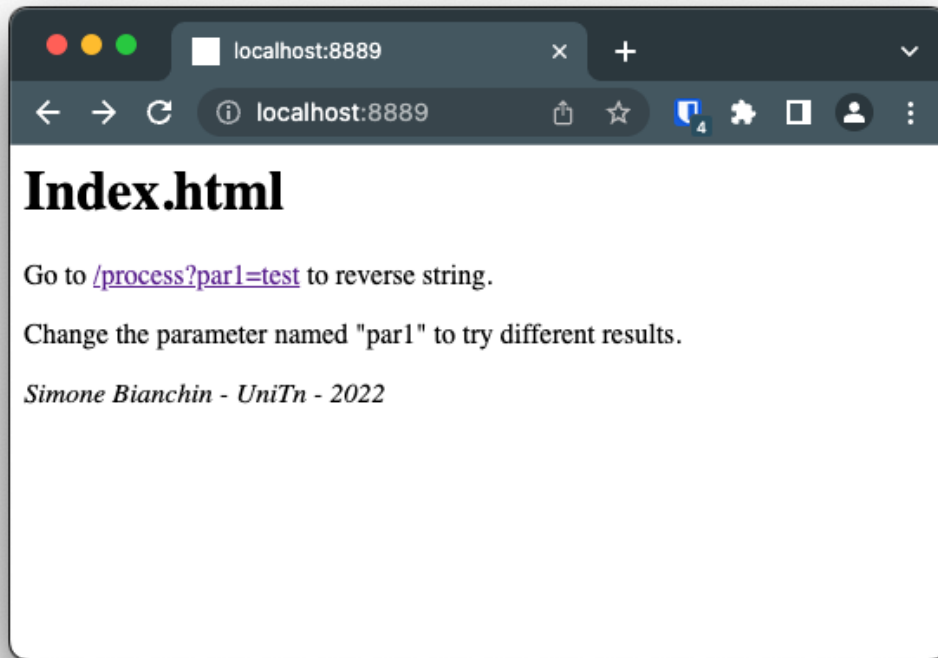 localhost:8889
localhost:8889
4
Index.html
Go to /process?par1=test to reverse string.
Change the parameter named "par1" to try different results.
Simone Bianchin - UniTn - 2022